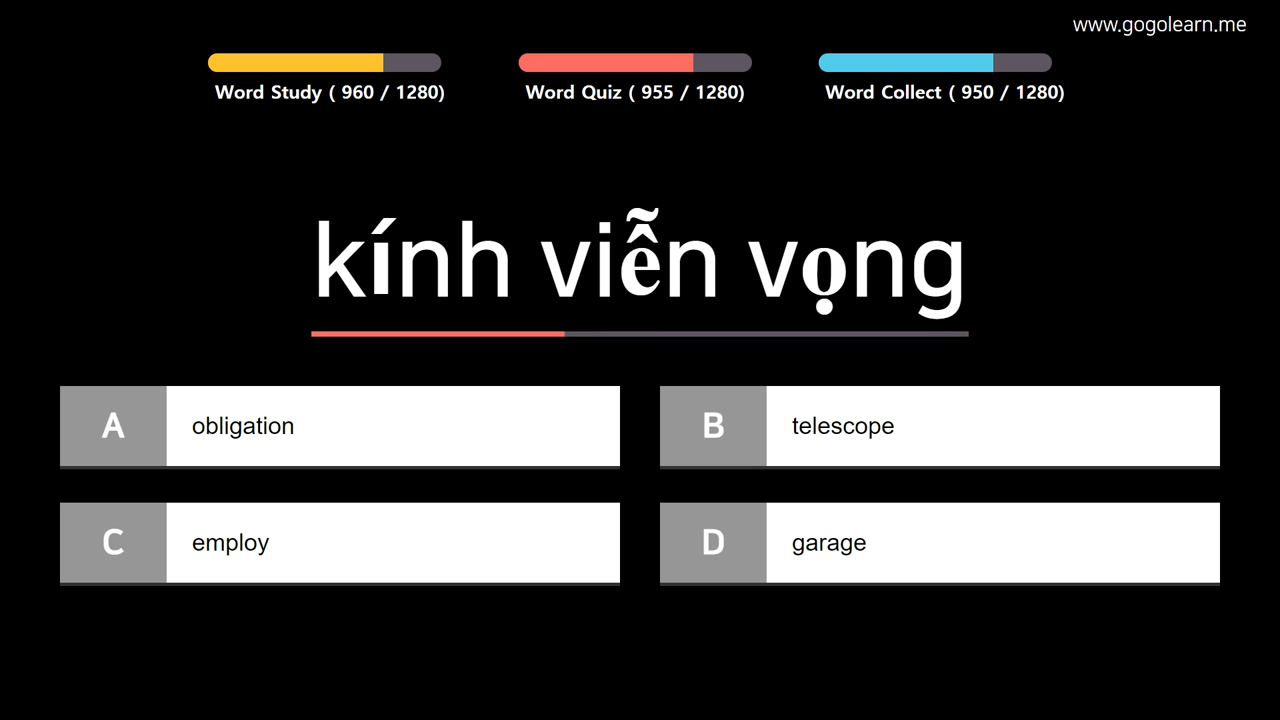 www.gogolearn.me
Word Study ( 960 / 1280)
Word Quiz ( 955 / 1280)
Word Collect ( 950 / 1280)
kính viễn vọng
A obligation
B telescope
C employ
D garage